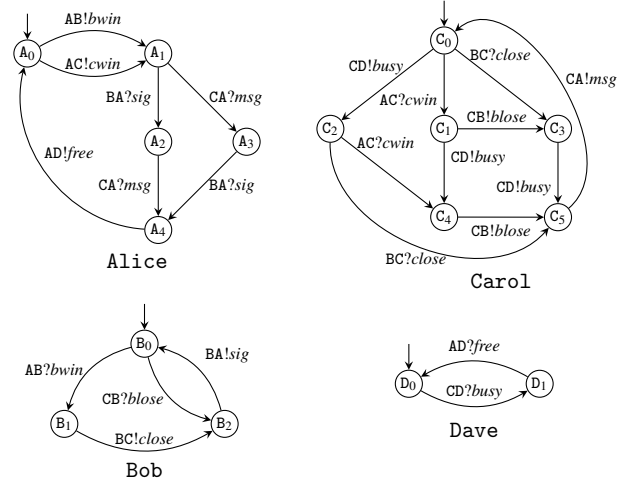 AB!bwin
A0
A1
AC!cwin
BA?sig
CA?msg
A2
A3
CA?msg
BA?sig
AD!free
A4
Alice
C0
CD!busy
BC?close
CA!msg
AC?cwin
C2
C1
CB!blose
C3
AC?cwin
CD!busy
CD!busy
C4
CB!blose
C5
BC?close
Carol
B0
BA!sig
AB?bwin
CB?blose
B1
B2
BC!close
Bob
AD?free
D0
D1
CD?busy
Dave